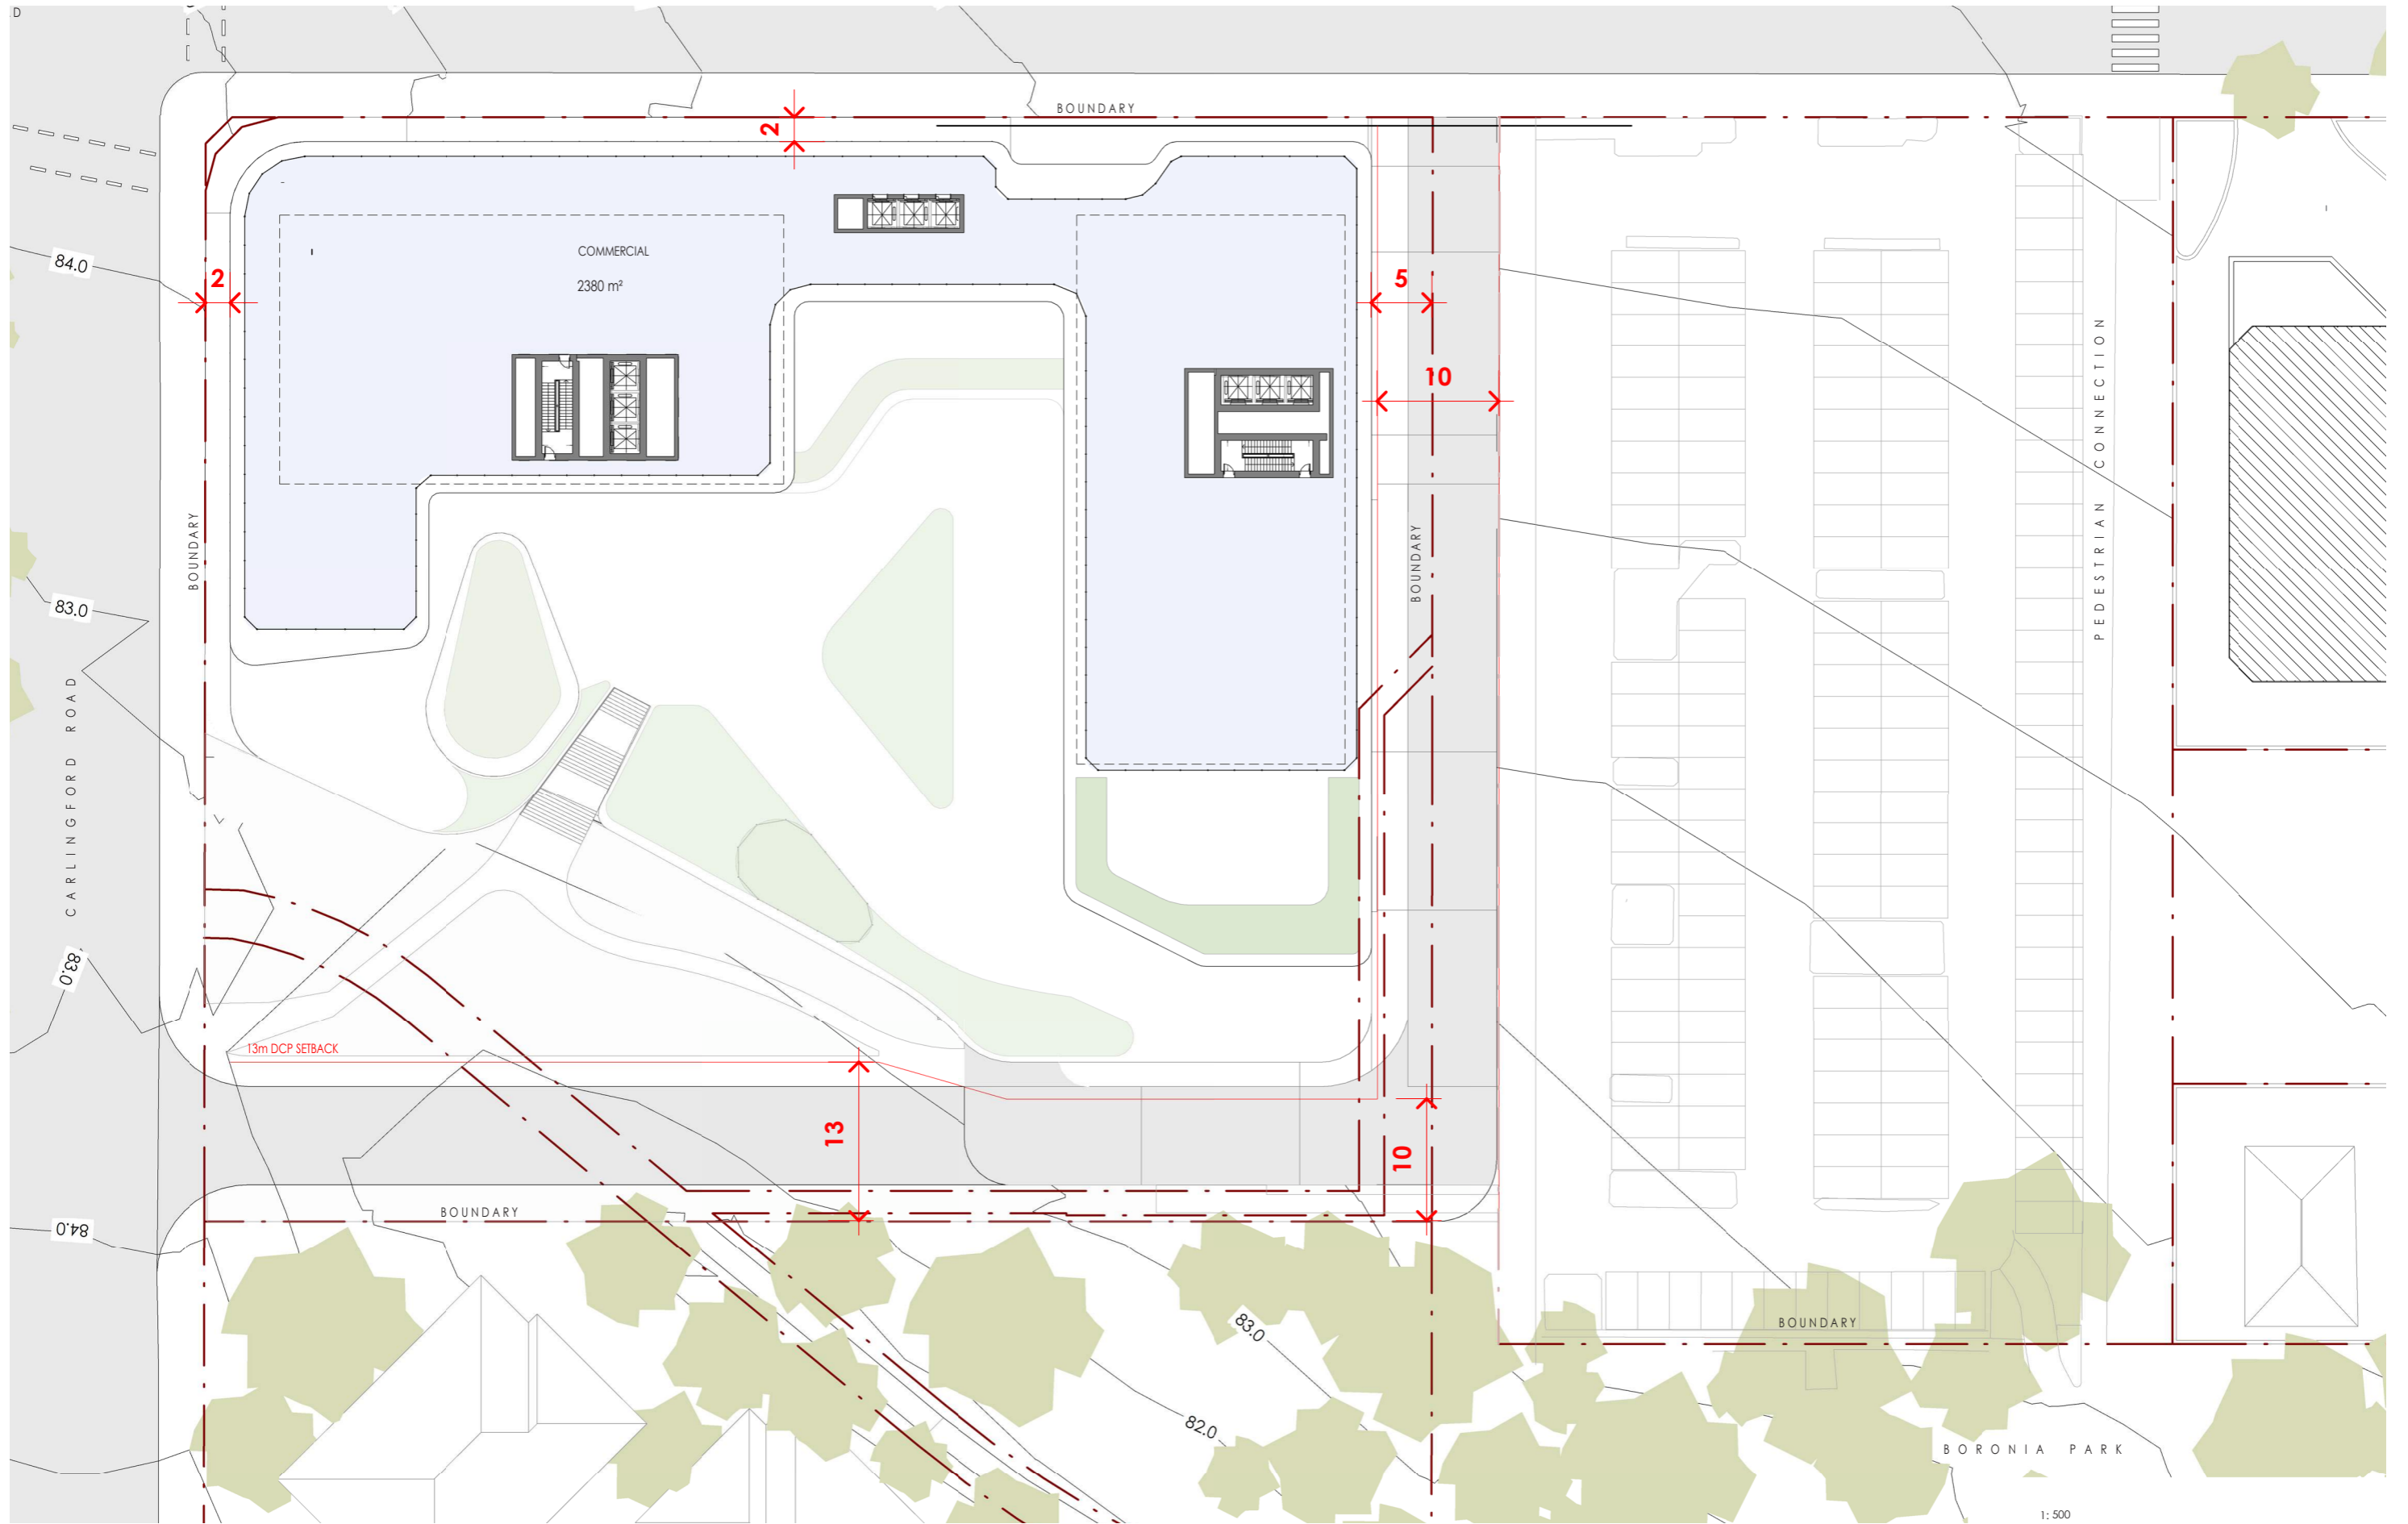 D
BOUNDARY
2
COMMERCIAL
2380 m²
84.0
2
5
10
PEDESTRIAN CONNECTION
BOUNDARY
BOUNDARY
83.0
CARLINGFORD ROAD
83.0
13m DCP SETBACK
13
10
BOUNDARY
84.0
83.0
BOUNDARY
82.0
BORONIA PARK
1:500